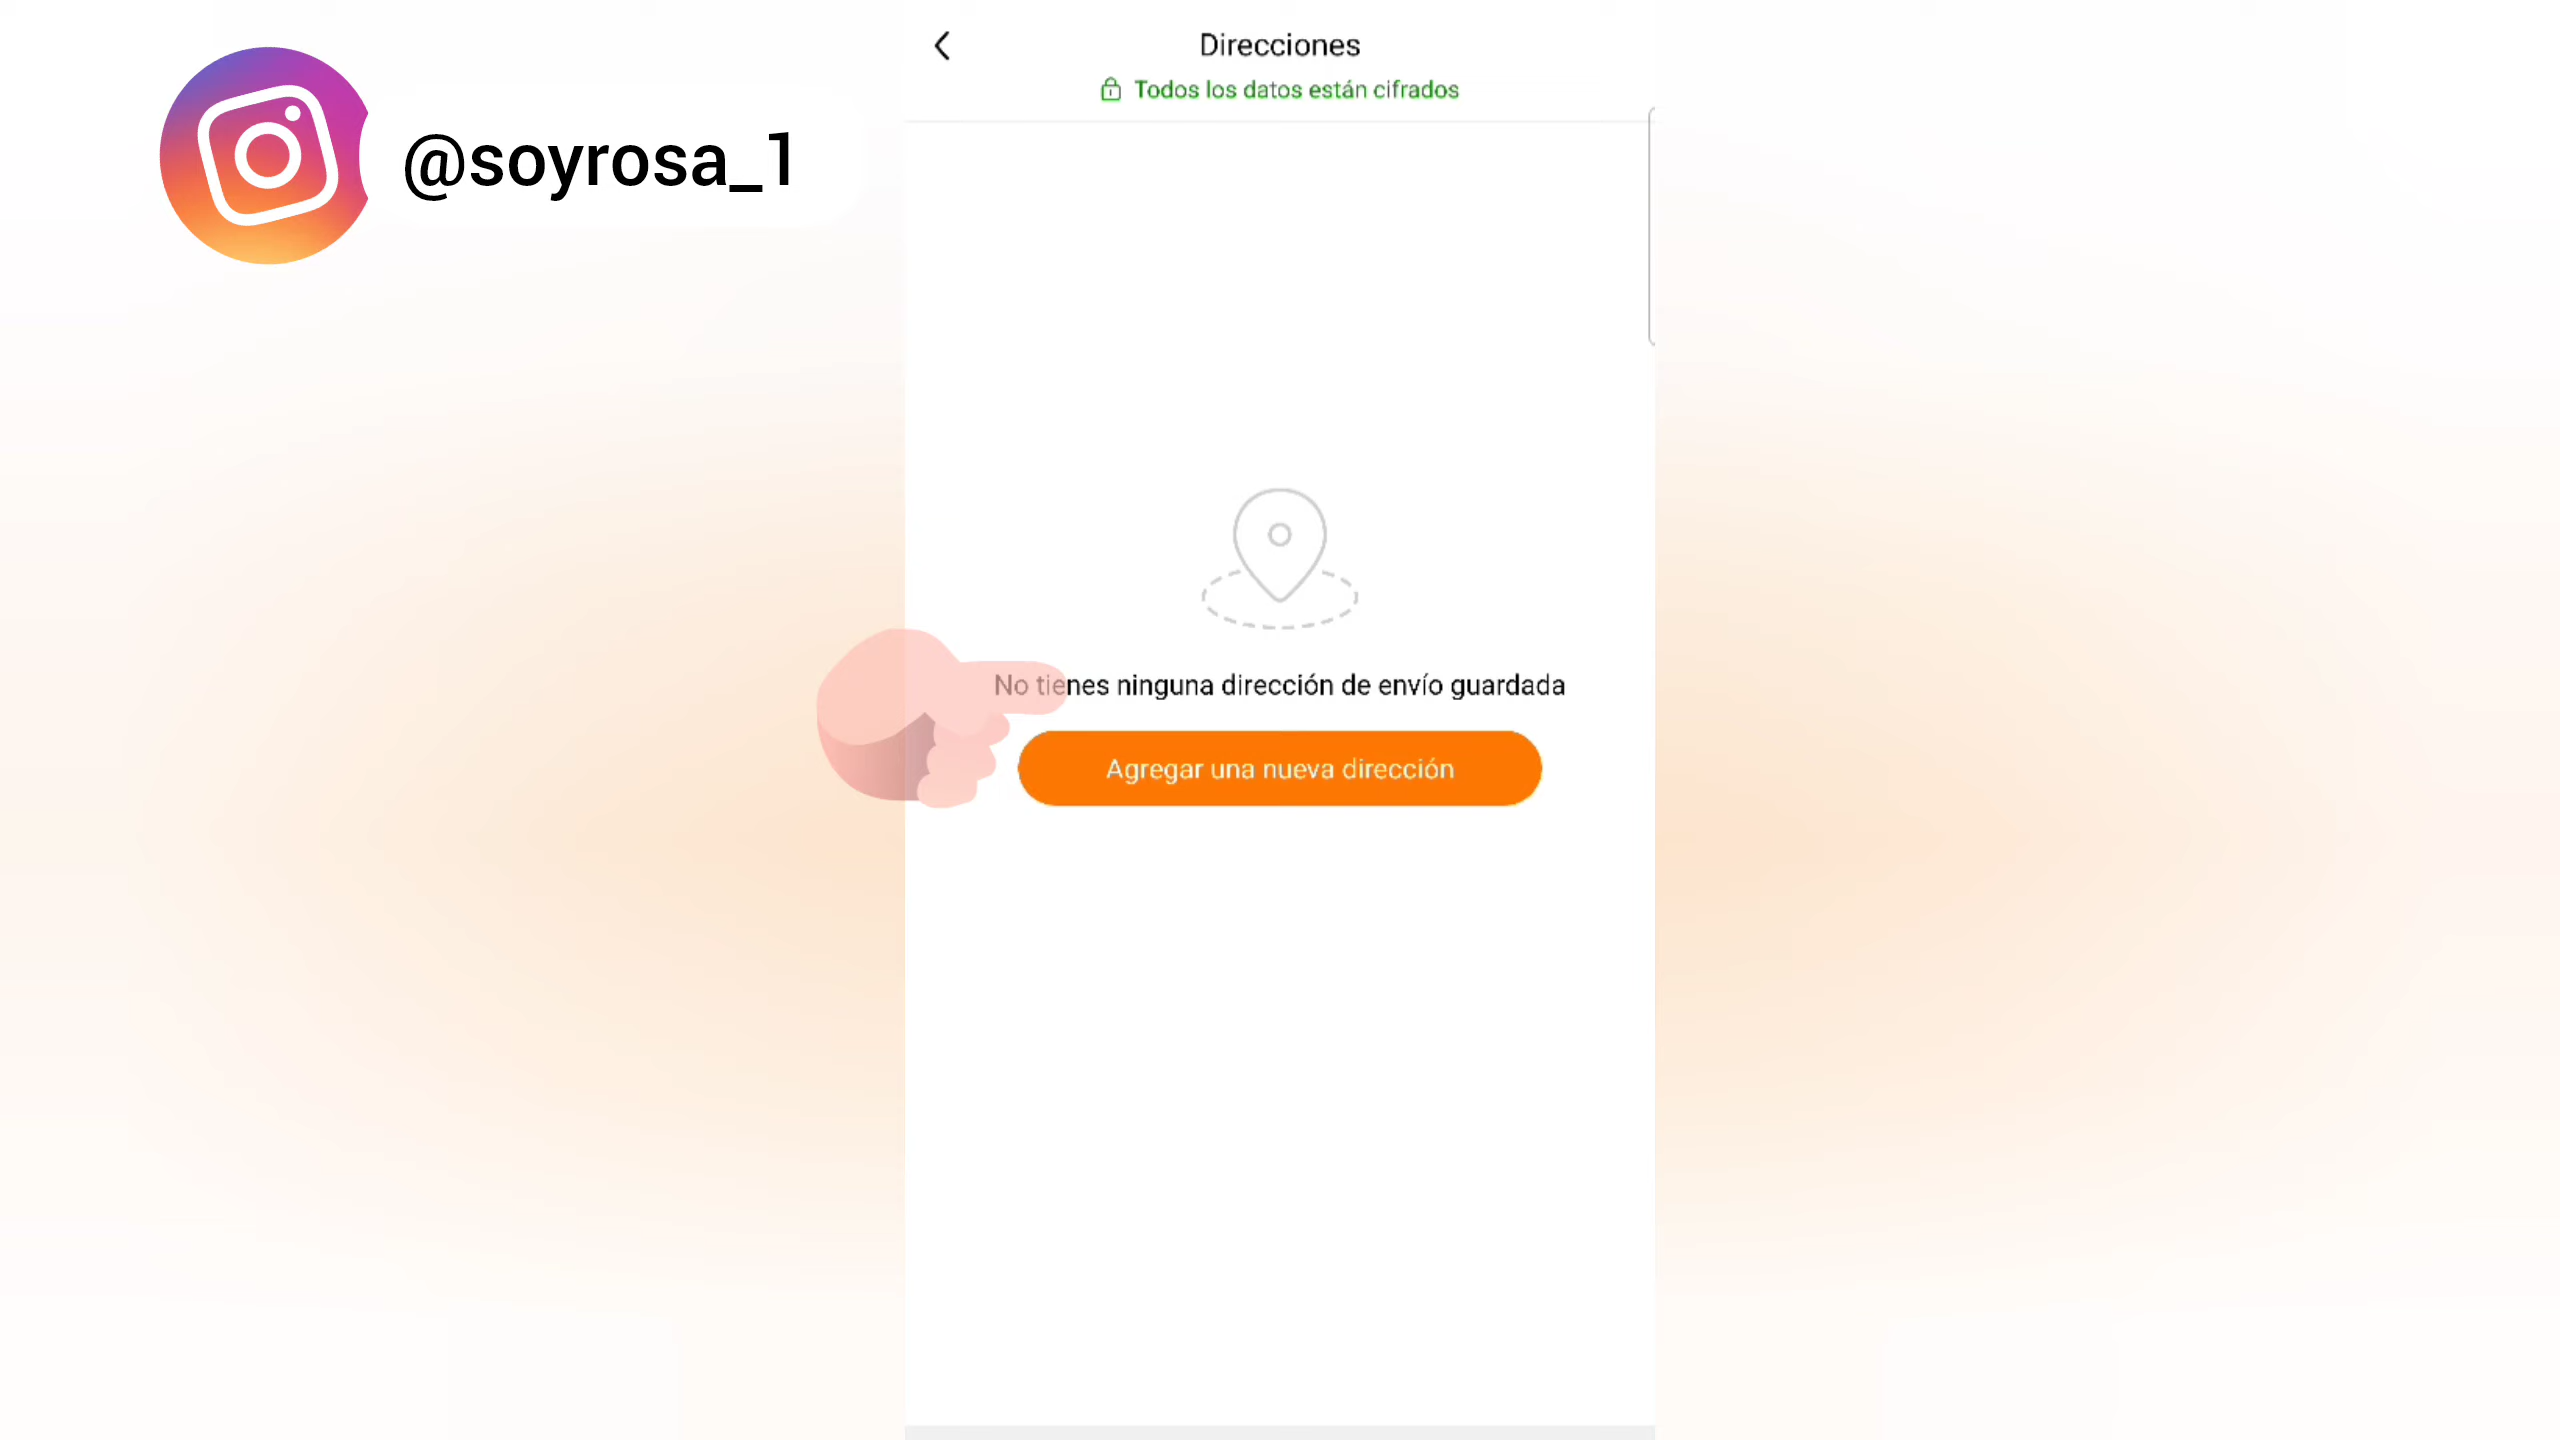 @soyrosa_1
Direcciones
Todos los datos están cifrados
No tienes ninguna dirección de envío guardada
Agregar una nueva dirección